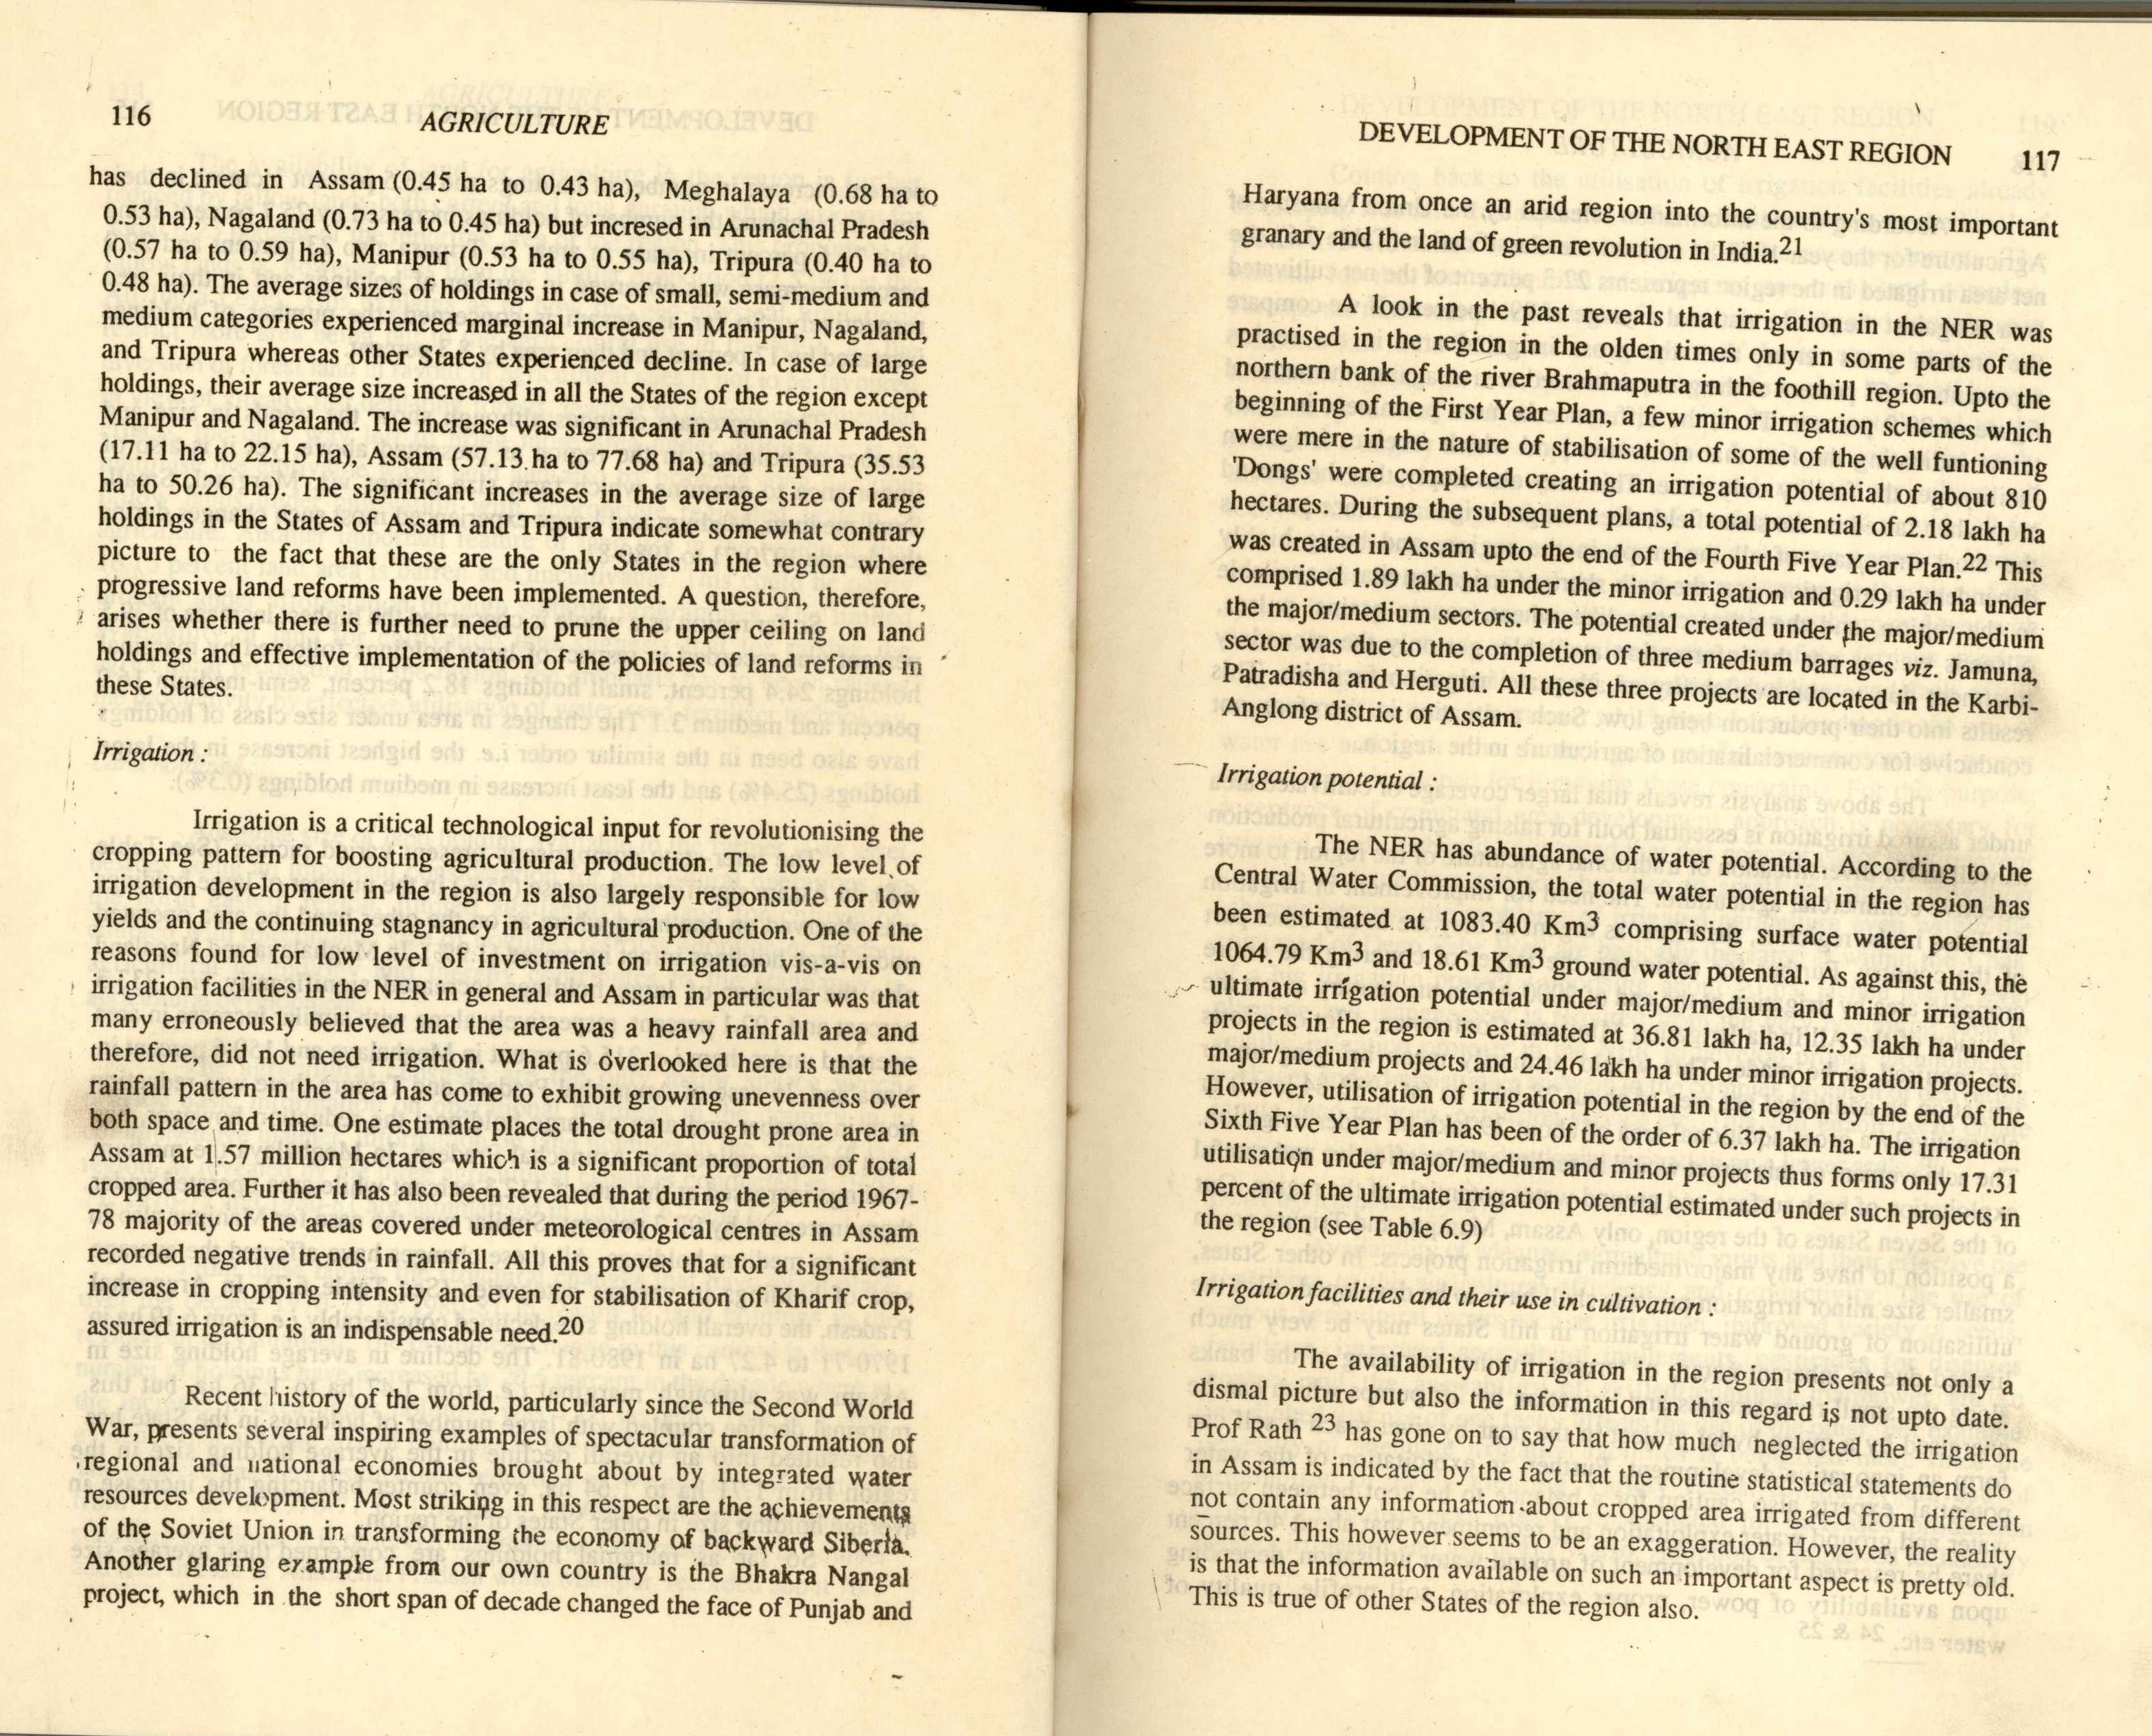 116
AGRICULTURE
has declined in Assam (0.45 ha to 0.43 ha), Meghalaya (0.68 ha to
0.53 ha), Nagaland (0.73 ha to 0.45 ha) but incresed in Arunachal Pradesh
(0.57 ha to 0.59 ha), Manipur (0.53 ha to 0.55 ha), Tripura (0.40 ha to
0.48 ha). The average sizes of holdings in case of small, semi-medium and
medium categories experienced marginal increase in Manipur, Nagaland,
and Tripura whereas other States experienced decline. In case of large
holdings, their average size increased in all the States of the region except
Manipur and Nagaland. The increase was significant in Arunachal Pradesh
(17.11 ha to 22.15 ha), Assam (57.13 ha to 77.68 ha) and Tripura (35.53
ha to 50.26 ha). The significant increases in the average size of large
holdings in the States of Assam and Tripura indicate somewhat contrary
picture to the fact that these are the only States in the region where
progressive land reforms have been implemented. A question, therefore,
arises whether there is further need to prune the upper ceiling on land
holdings and effective implementation of the policies of land reforms in
these States.
Irrigation :
Irrigation is a critical technological input for revolutionising the
cropping pattern for boosting agricultural production. The low level of
irrigation development in the region is also largely responsible for low
yields and the continuing stagnancy in agricultural production. One of the
reasons found for low level of investment on irrigation vis-a-vis on
irrigation facilities in the NER in general and Assam in particular was that
many erroneously believed that the area was a heavy rainfall area and
therefore, did not need irrigation. What is overlooked here is that the
rainfall pattern in the area has come to exhibit growing unevenness over
both space and time. One estimate places the total drought prone area in
Assam at 1.57 million hectares which is a significant proportion of total
cropped area. Further it has also been revealed that during the period 1967-
78 majority of the areas covered under meteorological centres in Assam
recorded negative trends in rainfall. All this proves that for a significant
increase in cropping intensity and even for stabilisation of Kharif crop,
assured irrigation is an indispensable need.20
Recent history of the world, particularly since the Second World
War, presents several inspiring examples of spectacular transformation of
regional and national economies brought about by integrated water
resources development. Most striking in this respect are the achievements
of the Soviet Union in transforming the economy of backward Siberia.
Another glaring example from our own country is the Bhakra Nangal
project, which in the short span of decade changed the face of Punjab and
DEVELOPMENT OF THE NORTH EAST REGION
117
Haryana from once an arid region into the country's most important
granary and the land of green revolution in India.21
A look in the past reveals that irrigation in the NER was
practised in the region in the olden times only in some parts of the
northern bank of the river Brahmaputra in the foothill region. Upto the
beginning of the First Year Plan, a few minor irrigation schemes which
were mere in the nature of stabilisation of some of the well funtioning
'Dongs' were completed creating an irrigation potential of about 810
hectares. During the subsequent plans, a total potential of 2.18 lakh ha
was created in Assam upto the end of the Fourth Five Year Plan.22 This
comprised 1.89 lakh ha under the minor irrigation and 0.29 lakh ha under
the major/medium sectors. The potential created under the major/medium
sector was due to the completion of three medium barrages viz. Jamuna,
Patradisha and Herguti. All these three projects are located in the Karbi-
Anglong district of Assam.
Irrigation potential :
The NER has abundance of water potential. According to the
Central Water Commission, the total water potential in the region has
been estimated at 1083.40 Km3 comprising surface water potential
1064.79 Km3 and 18.61 Km3 ground water potential. As against this, the
ultimate irrigation potential under major/medium and minor irrigation
projects in the region is estimated at 36.81 lakh ha, 12.35 lakh ha under
major/medium projects and 24.46 lakh ha under minor irrigation projects.
However, utilisation of irrigation potential in the region by the end of the
Sixth Five Year Plan has been of the order of 6.37 lakh ha. The irrigation
utilisation under major/medium and minor projects thus forms only 17.31
percent of the ultimate irrigation potential estimated under such projects in
the region (see Table 6.9)
Irrigation facilities and their use in cultivation :
The availability of irrigation in the region presents not only a
dismal picture but also the information in this regard is not upto date.
Prof Rath 23 has gone on to say that how much neglected the irrigation
in Assam is indicated by the fact that the routine statistical statements do
not contain any information about cropped area irrigated from different
sources. This however seems to be an exaggeration. However, the reality
is that the information available on such an important aspect is pretty old.
This is true of other States of the region also.